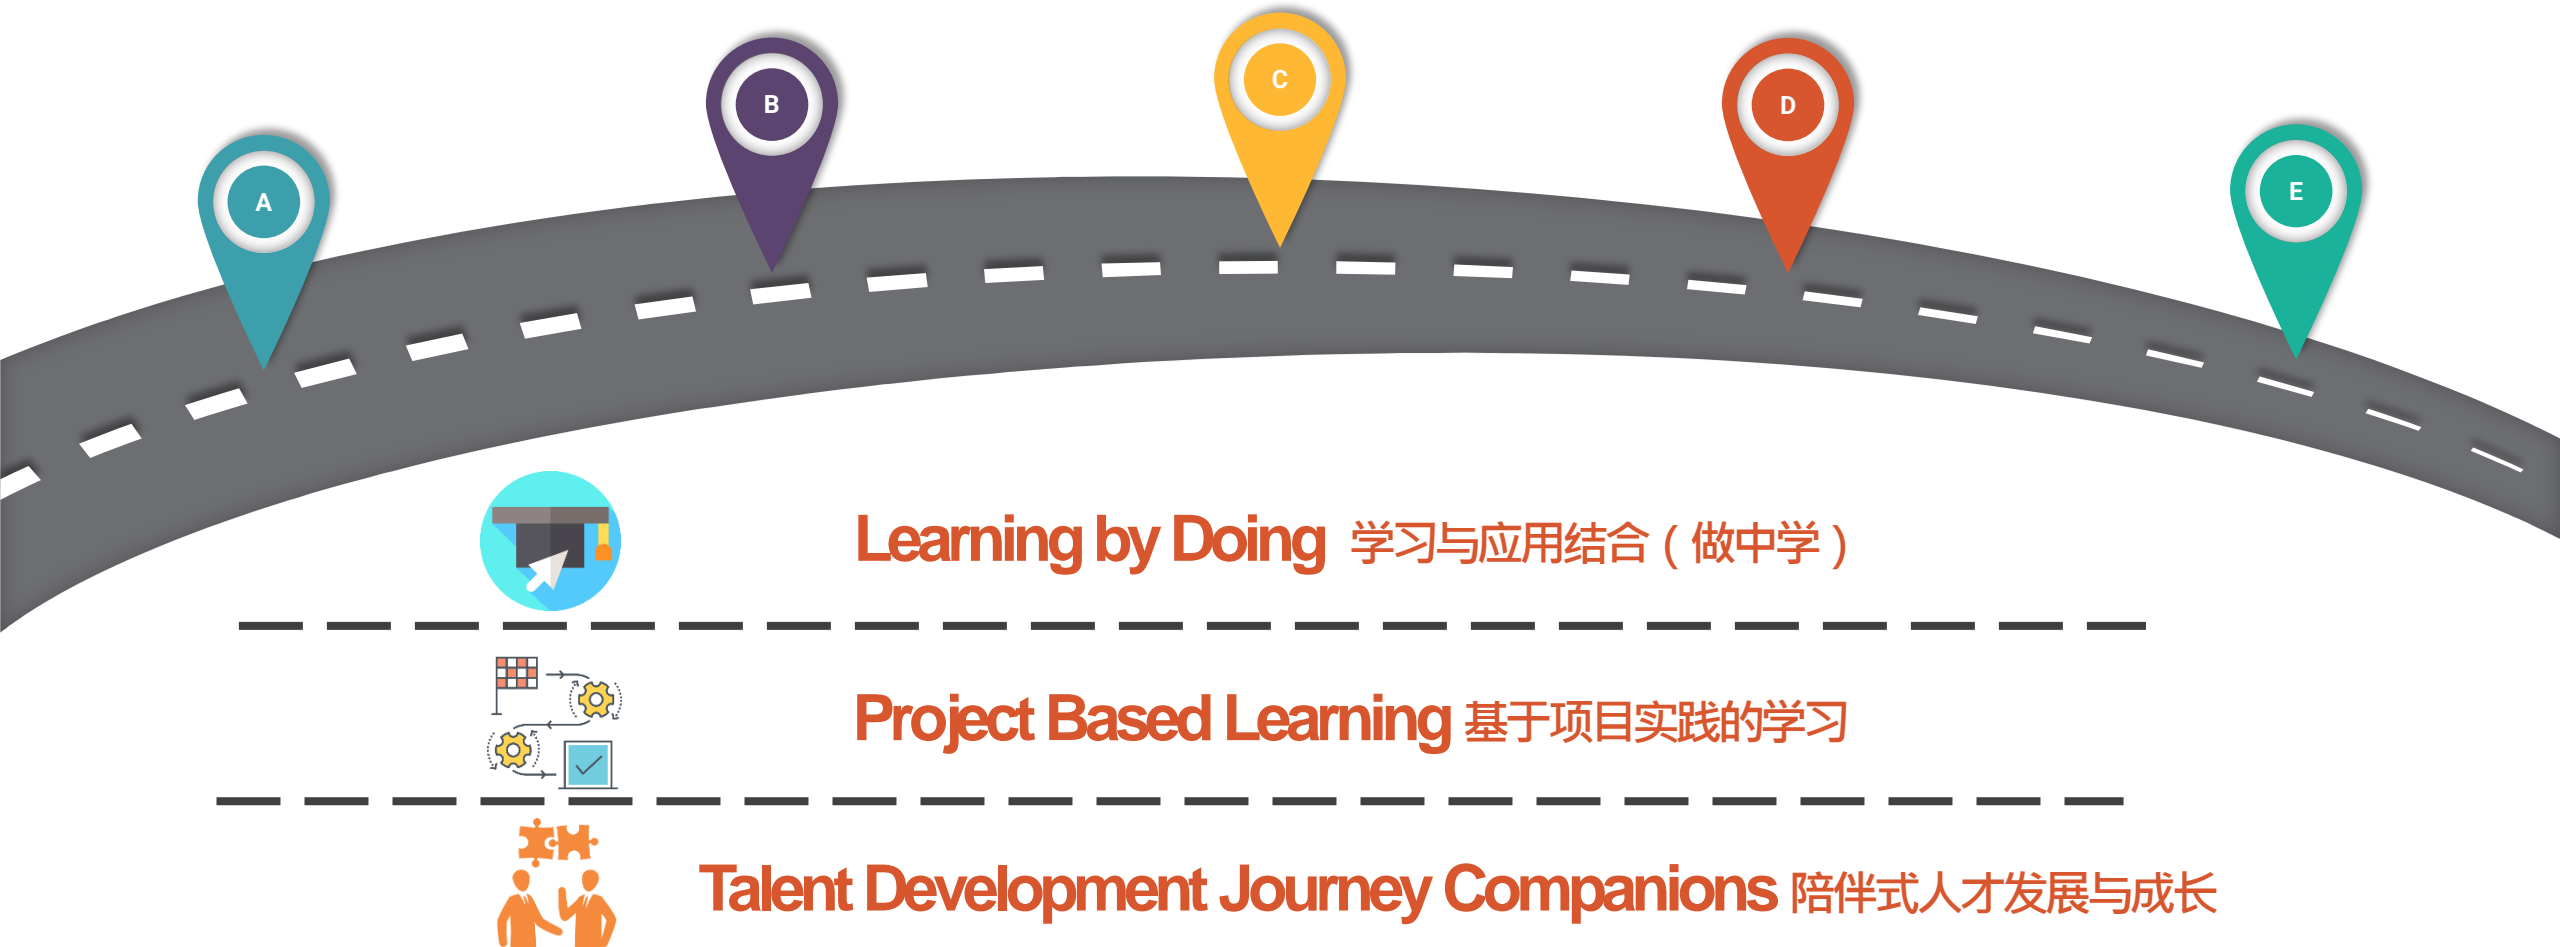 A
B
C
D
E
Learning by Doing 学习与应用结合（做中学）
Project Based Learning 基于项目实践的学习
Talent Development Journey Companions 陪伴式人才发展与成长